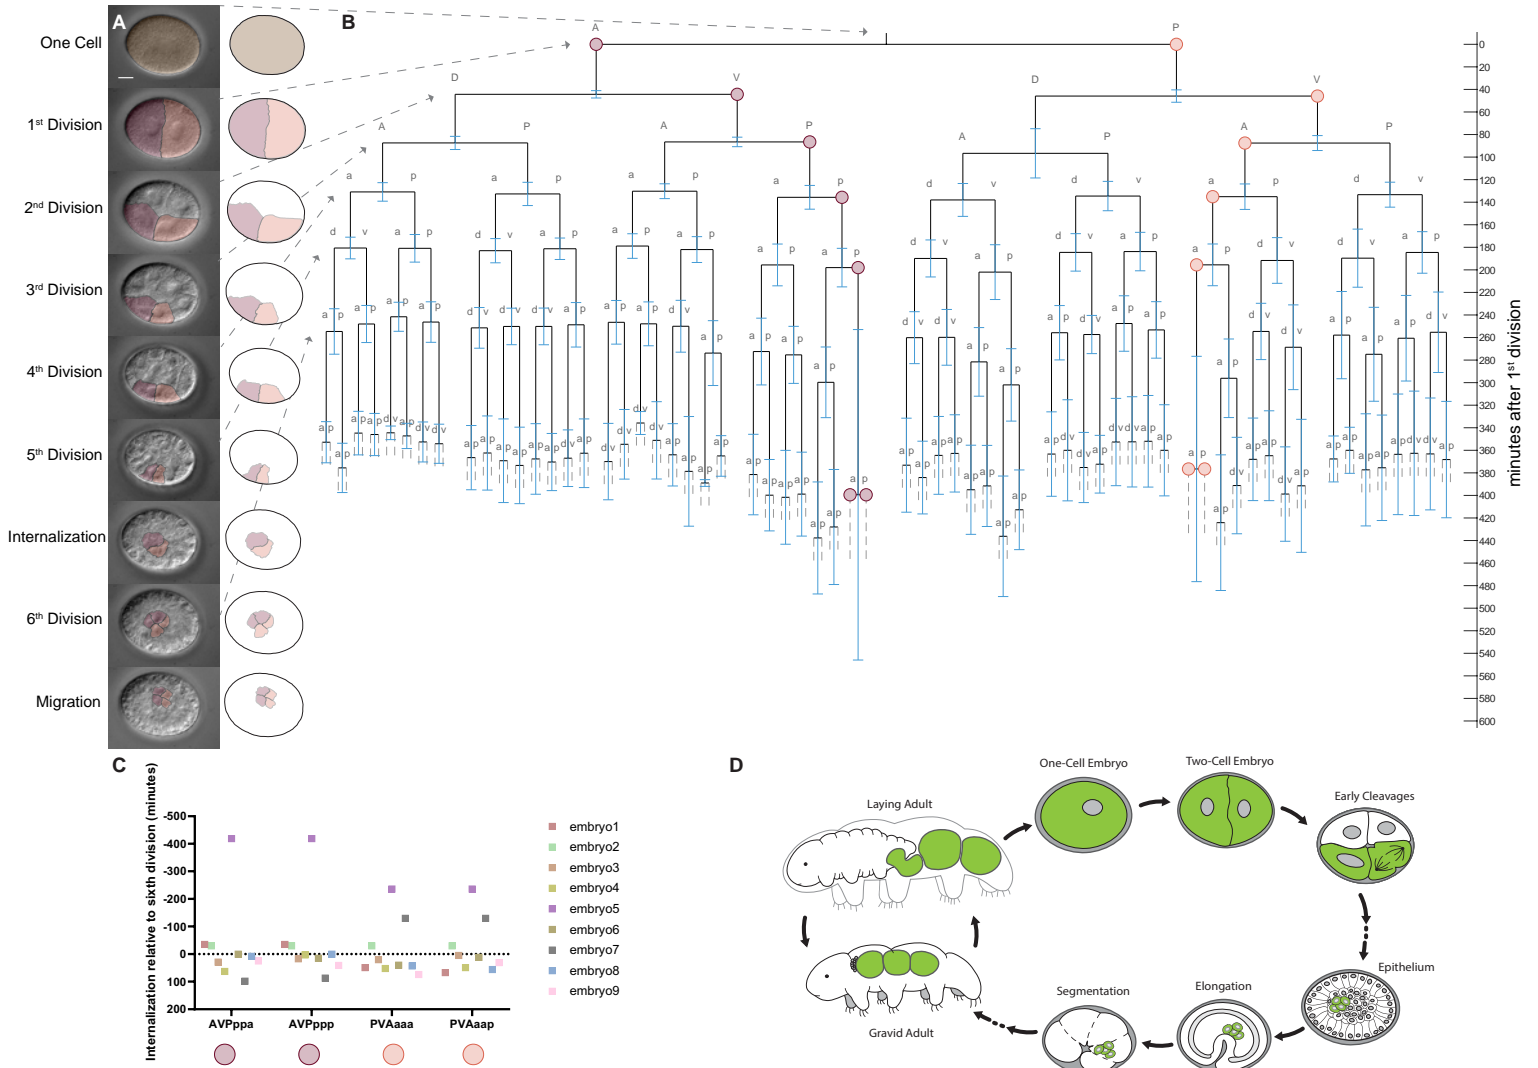 A
B
One Cell
1st Division
2nd Division
3rd Division
4th Division
5th Division
Internalization
6th Division
Migration
A P
D V D V
A P A P A P A P
a p a p a p a p d v d v a p d v
d v a p d v a p a p a p a p a p d v a p d v a p a p a p d v a p
0
20
40
60
80
100
120
140
160
180
200
220
240
260
280
300
320
340
360
380
400
420
440
460
480
500
520
540
560
580
600
minutes after 1st division
C
Internalization relative to sixth division (minutes)
-500
-400
-300
-200
-100
0
100
200
AVPppa AVPppp PVAaaa PVAaap
embryo1
embryo2
embryo3
embryo4
embryo5
embryo6
embryo7
embryo8
embryo9
D
One-Cell Embryo
Two-Cell Embryo
Early Cleavages
Laying Adult
Epithelium
Elongation
Segmentation
Gravid Adult